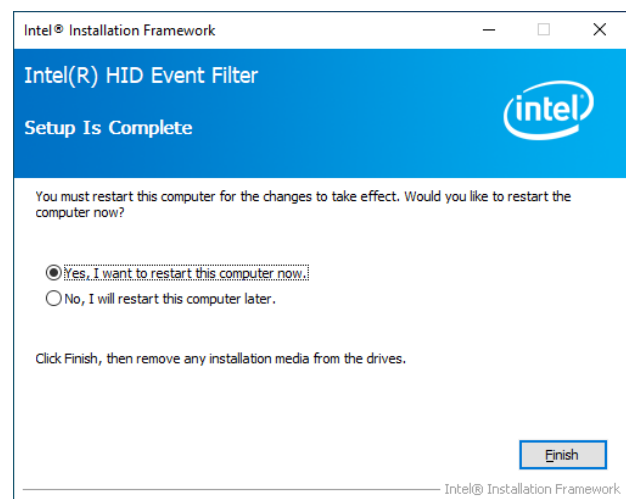 Intel® Installation Framework
Intel(R) HID Event Filter
Setup Is Complete
intel
You must restart this computer for the changes to take effect. Would you like to restart the
computer now?
Yes, I want to restart this computer now.
No, I will restart this computer later.
Click Finish, then remove any installation media from the drives.
Finish
Intel® Installation Framework